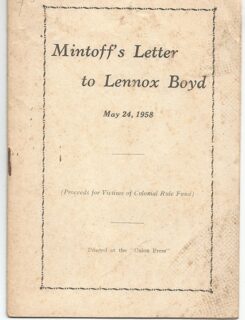 Mintoff's Letter
to Lennox Boyd
May 24, 1958
(Proceeds for Victims of Colonial Rule Fund)
Printed at the "Union Press"